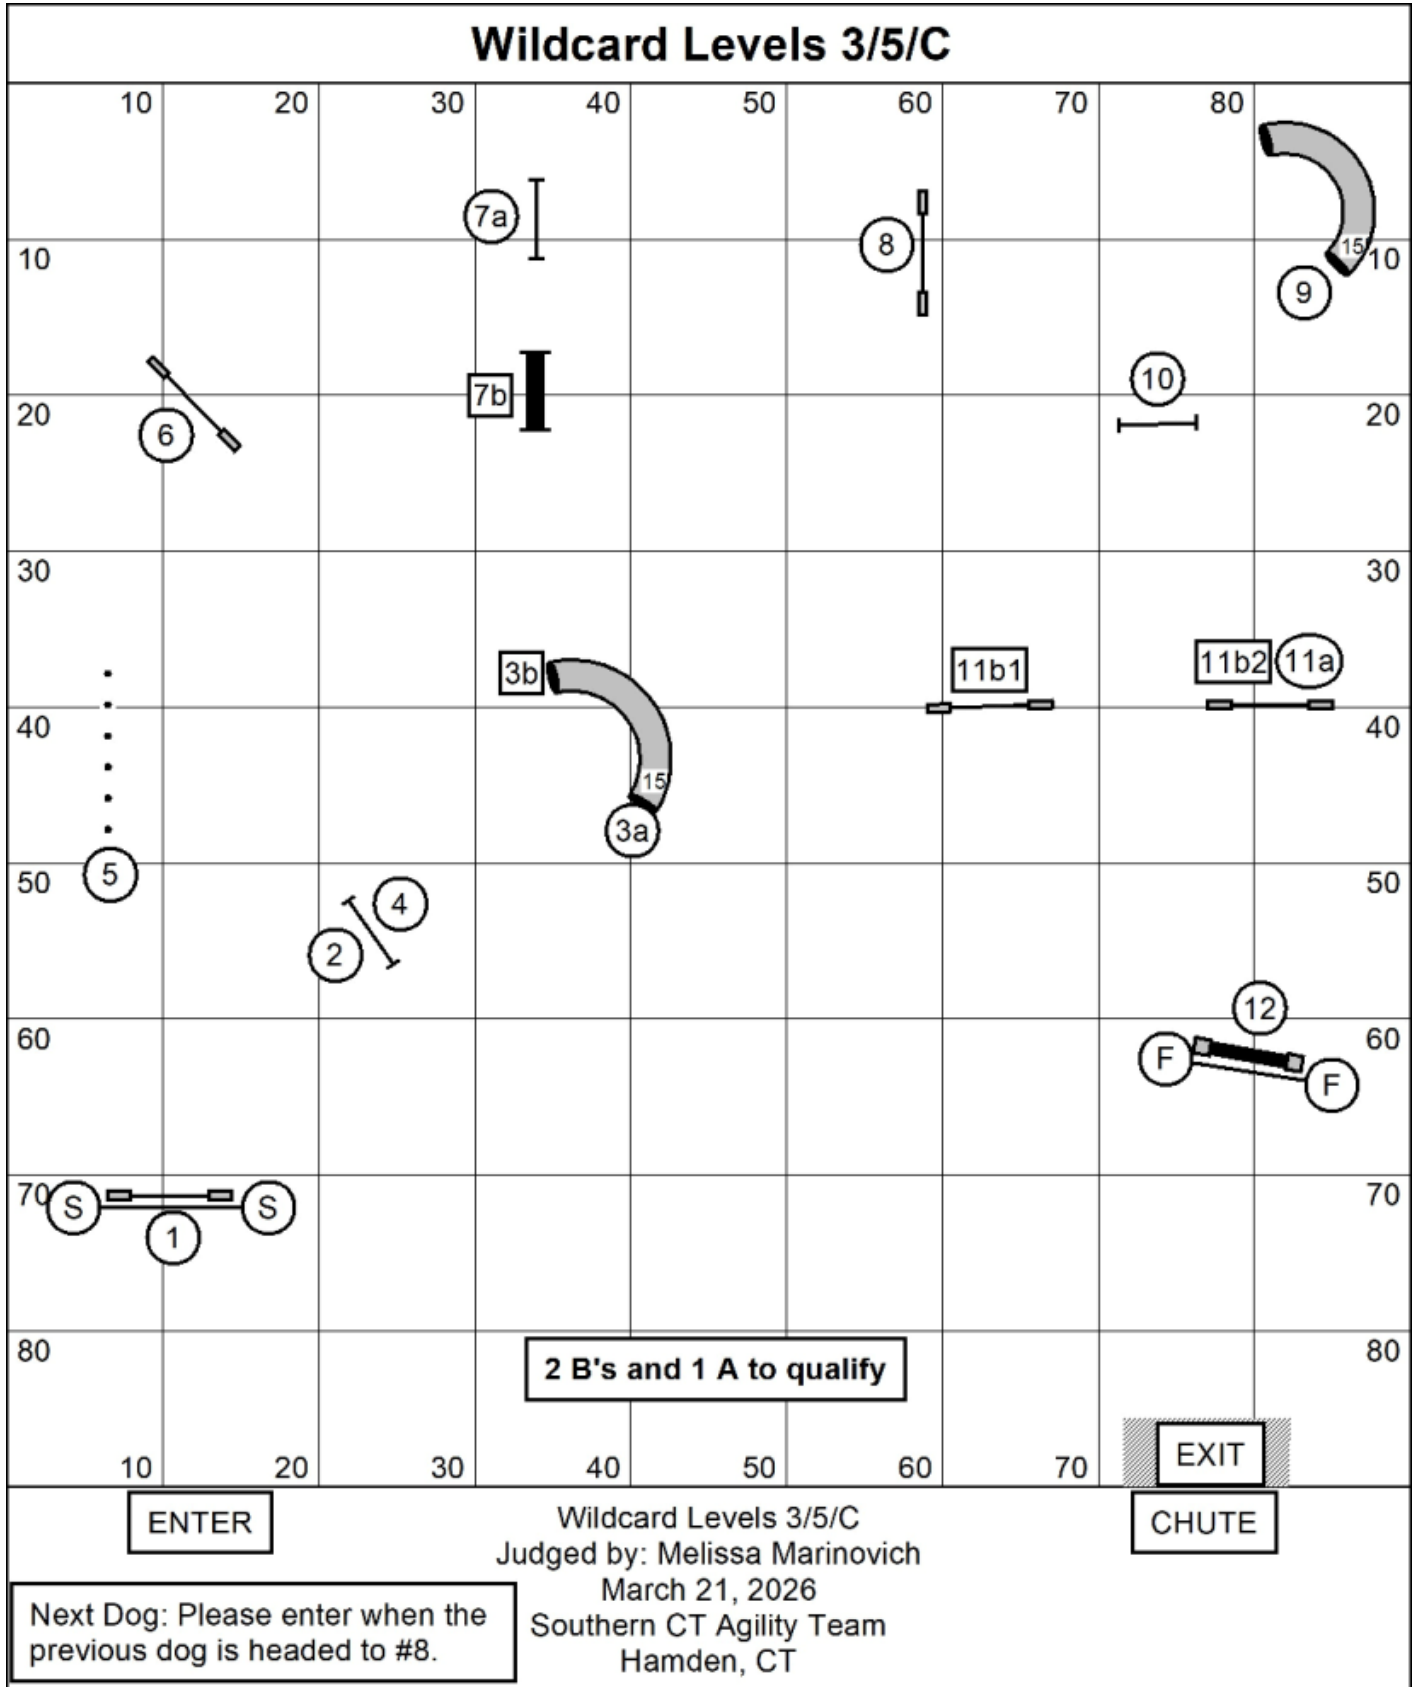 Wildcard Levels 3/5/C
10 20 30 40 50 60 70 80
7a
8
15
10 10
9
10
7b
20 20
6
30 30
3b
11b1
11b2 11a
40 40
15
3a
5
50 50
4
2
12
60 60
F
F
70 70
S S
1
80 80
2 B's and 1 A to qualify
EXIT
10 20 30 40 50 60 70
ENTER
CHUTE
Wildcard Levels 3/5/C
Judged by: Melissa Marinovich
March 21, 2026
Southern CT Agility Team
Hamden, CT
Next Dog: Please enter when the
previous dog is headed to #8.